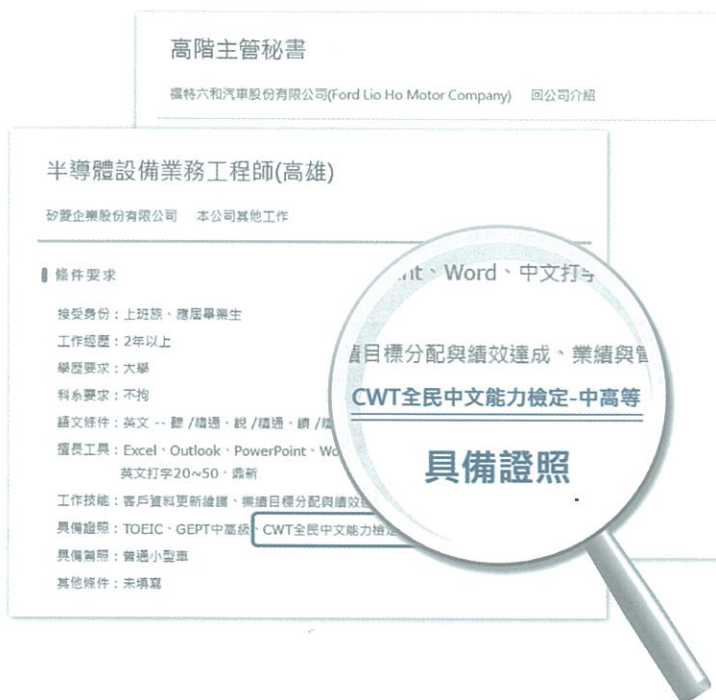 高階主管秘書
福特六和汽車股份有限公司(Ford Lio Ho Motor Company) 回公司介紹
半導體設備業務工程師(高雄)
矽菱企業股份有限公司 本公司其他工作
條件要求
接受身份：上班族、應屆畢業生
工作經歷：2年以上
學歷要求：大學
科系要求：不拘
語文條件：英文 -- 聽 /精通、說 /精通、讀 /
擅長工具：Excel、Outlook、PowerPoint、Wo
英文打字20~50、鼎新
工作技能：客戶資料更新維護、業績目標分配與績效
具備證照：TOEIC、GEPT中高級、CWT全民中文能力檢定
具備駕照：普通小型車
其他條件：未填寫
nt、Word、中文打字
目標分配與績效達成、業績與管
CWT全民中文能力檢定-中高等
具備證照